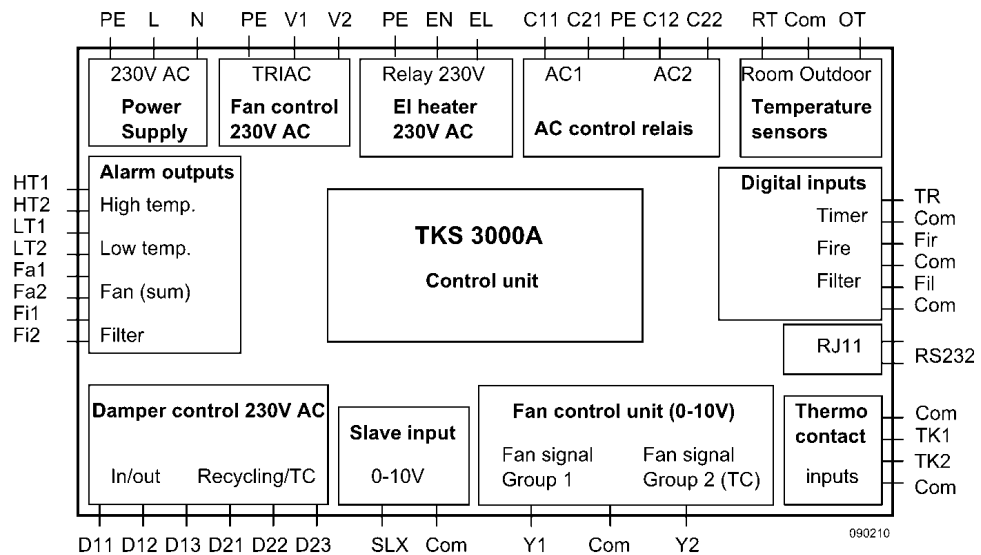 PE L N PE V1 V2 PE EN EL C11 C21 PE C12 C22 RT Com OT
230V AC
Power
Supply
TRIAC
Fan control
230V AC
Relay 230V
El heater
230V AC
AC1 AC2
AC control relais
Room Outdoor
Temperature
sensors
HT1
HT2
LT1
LT2
Fa1
Fa2
Fi1
Fi2
Alarm outputs
High temp.
Low temp.
Fan (sum)
Filter
TKS 3000A
Control unit
Digital inputs
Timer
Fire
Filter
TR
Com
Fir
Com
Fil
Com
RJ11
RS232
Damper control 230V AC
In/out Recycling/TC
Slave input
0-10V
Fan control unit (0-10V)
Fan signal
Group 1
Fan signal
Group 2 (TC)
Thermo
contact
inputs
Com
TK1
TK2
Com
D11 D12 D13 D21 D22 D23 SLX Com Y1 Com Y2
090210